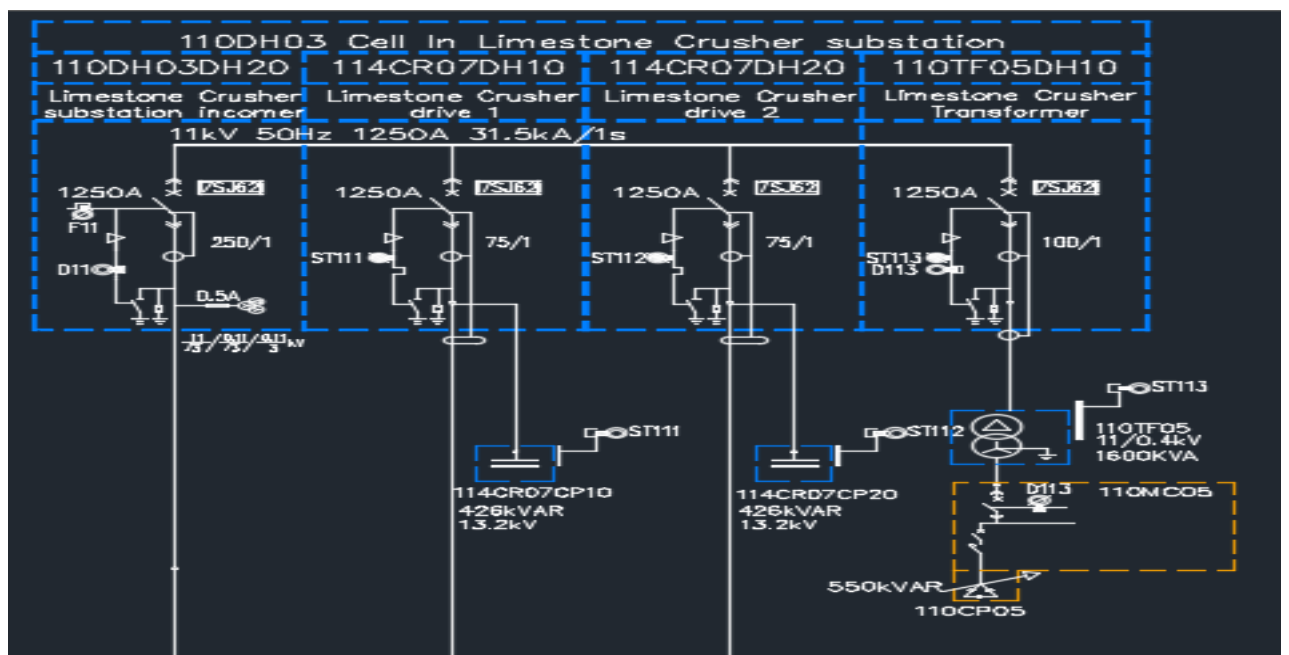 110DH03 Cell In Limestone Crusher substation
110DH03DH20 114CR07DH10 114CR07DH20 110TF05DH10
Limestone Crusher substation incomer
Limestone Crusher drive 1
Limestone Crusher drive 2
Limestone Crusher Transformer
11kV 50Hz 1250A 31.5kA/1s
1250A 7SJ62 1250A 7SJ62 1250A 7SJ62 1250A 7SJ62
F11
250/1 75/1 75/1 100/1
ST111 ST112 ST113
D11 D113
0.5A
kV
ST113
110TF05
11/0.4kV
1600KVA
ST111 ST112
114CR07CP10
426kVAR
13.2kV
114CR07CP20
426kVAR
13.2kV
D113 110MC05
550kVAR
110CP05